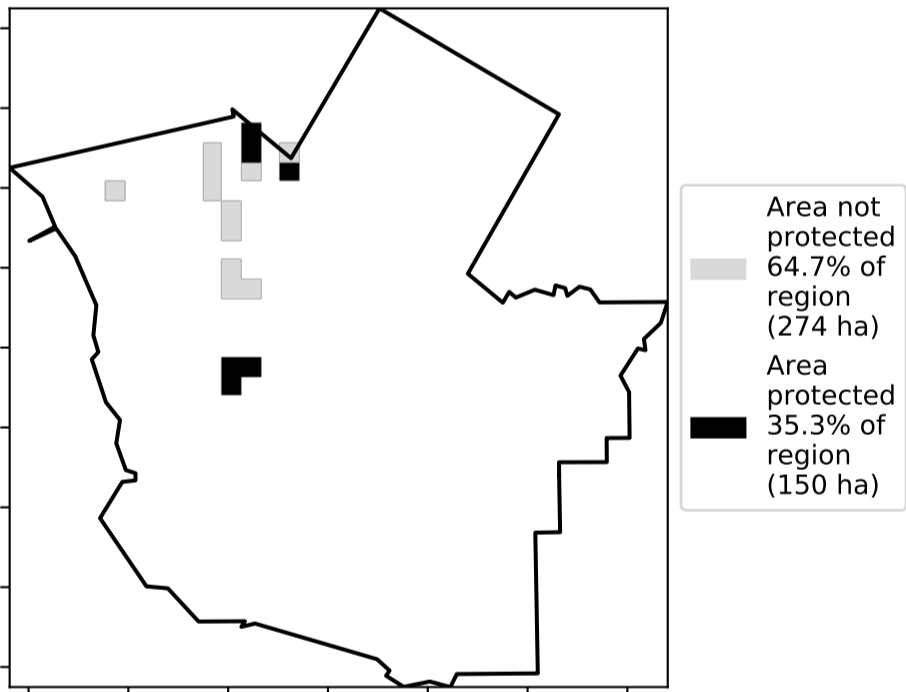 Area not
protected
64.7% of
region
(274 ha)
Area
protected
35.3% of
region
(150 ha)